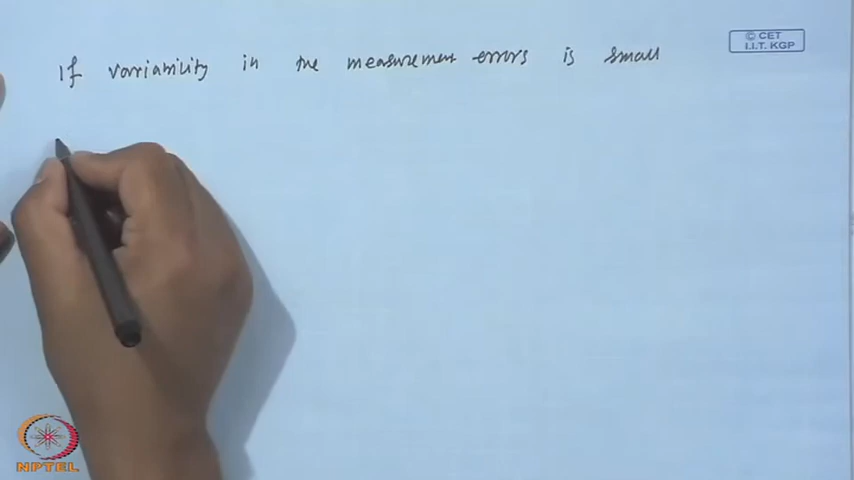 If variability in the measurement errors is small
© CET
I.I.T. KGP
NPTEL